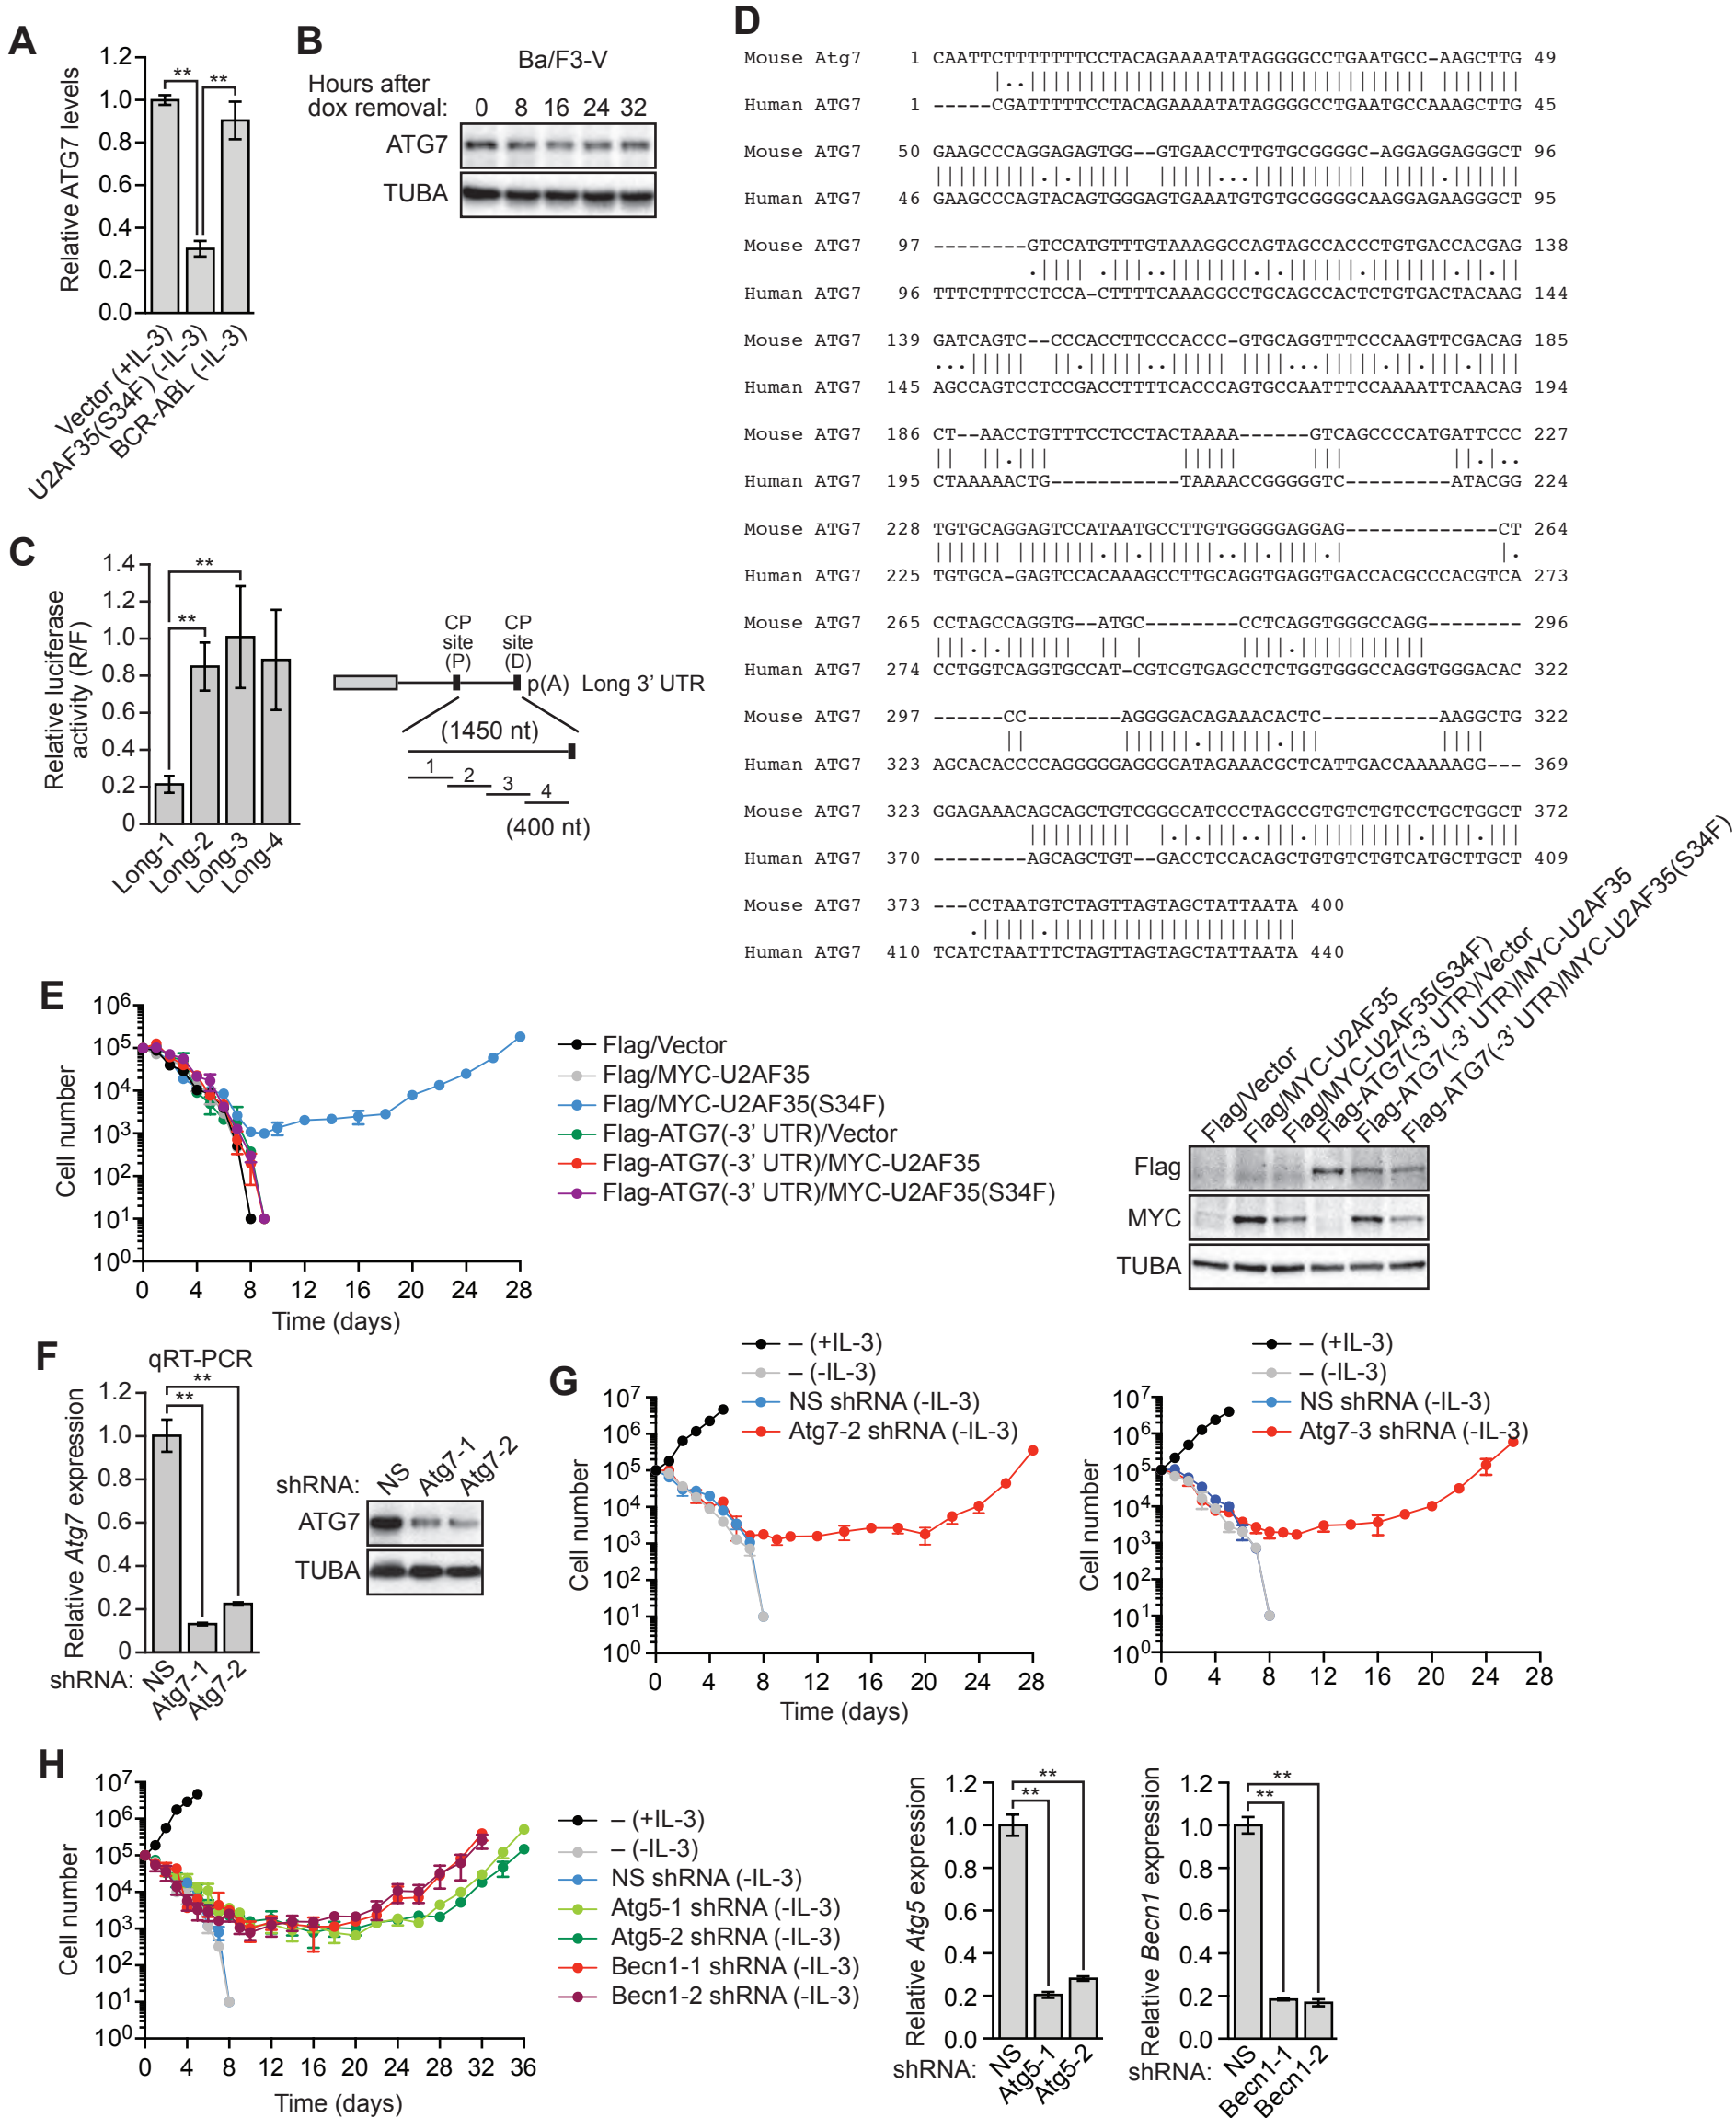 A
Relative ATG7 levels
1.2
1.0
0.8
0.6
0.4
0.2
0.0
**
**
Vector (+IL-3)
U2AF35(S34F) (-IL-3)
BCR-ABL (-IL-3)
B
Ba/F3-V
Hours after
dox removal:
0 8 16 24 32
ATG7
TUBA
C
Relative luciferase
activity (R/F)
1.4
1.2
1.0
0.8
0.6
0.4
0.2
0
**
**
Long-1
Long-2
Long-3
Long-4
CP
site
(P)
CP
site
(D)
p(A) Long 3’ UTR
(1450 nt)
1
2
3
4
(400 nt)
D
Mouse Atg7 1 CAATTCTTTTTTTTCCTACAGAAAATATAGGGGCCTGAATGCC-AAGCTTG 49
Human ATG7 1 -----CGATTTTTTCCTACAGAAAATATAGGGGCCTGAATGCCAAAGCTTG 45
Mouse ATG7 50 GAAGCCCAGGAGAGTGG--GTGAACCTTGTGCGGGGC-AGGAGGAGGGCT 96
Human ATG7 46 GAAGCCCAGTACAGTGGGAGTGAAATGTGTGCGGGGCAAGGAGAAGGGCT 95
Mouse ATG7 97 --------GTCCATGTTTGTAAAGGCCAGTAGCCACCCTGTGACCACGAG 138
Human ATG7 96 TTTCTTTCCTCCA-CTTTTCAAAGGCCTGCAGCCACTCTGTGACTACAAG 144
Mouse ATG7 139 GATCAGTC--CCCACCTTCCCACCC-GTGCAGGTTTCCCAAGTTCGACAG 185
Human ATG7 145 AGCCAGTCCTCCGACCTTTTCACCCAGTGCCAATTTCCAAAATTCAACAG 194
Mouse ATG7 186 CT--AACCTGTTTCCTCCTACTAAAA------GTCAGCCCCATGATTCCC 227
Human ATG7 195 CTAAAAACTG-----------TAAAACCGGGGGTC---------ATACGG 224
Mouse ATG7 228 TGTGCAGGAGTCCATAATGCCTTGTGGGGGAGGAG-------------CT 264
Human ATG7 225 TGTGCA-GAGTCCACAAAGCCTTGCAGGTGAGGTGACCACGCCCACGTCA 273
Mouse ATG7 265 CCTAGCCAGGTG--ATGC--------CCTCAGGTGGGCCAGG-------- 296
Human ATG7 274 CCTGGTCAGGTGCCAT-CGTCGTGAGCCTCTGGTGGGCCAGGTGGGACAC 322
Mouse ATG7 297 ------CC--------AGGGGACAGAAACACTC----------AAGGCTG 322
Human ATG7 323 AGCACACCCCAGGGGGAGGGGATAGAAACGCTCATTGACCAAAAAGG--- 369
Mouse ATG7 323 GGAGAAACAGCAGCTGTCGGGCATCCCTAGCCGTGTCTGTCCTGCTGGCT 372
Human ATG7 370 --------AGCAGCTGT--GACCTCCACAGCTGTGTCTGTCATGCTTGCT 409
Mouse ATG7 373 ---CCTAATGTCTAGTTAGTAGCTATTAATA 400
Human ATG7 410 TCATCTAATTTCTAGTTAGTAGCTATTAATA 440
E
Cell number
10⁶
10⁵
10⁴
10³
10²
10¹
10⁰
0 4 8 12 16 20 24 28
Time (days)
Flag/Vector
Flag/MYC-U2AF35
Flag/MYC-U2AF35(S34F)
Flag-ATG7(-3’ UTR)/Vector
Flag-ATG7(-3’ UTR)/MYC-U2AF35
Flag-ATG7(-3’ UTR)/MYC-U2AF35(S34F)
Flag/Vector
Flag/MYC-U2AF35
Flag/MYC-U2AF35(S34F)
Flag-ATG7(-3’ UTR)/Vector
Flag-ATG7(-3’ UTR)/MYC-U2AF35
Flag-ATG7(-3’ UTR)/MYC-U2AF35(S34F)
Flag
MYC
TUBA
F
qRT-PCR
Relative Atg7 expression
1.2
1.0
0.8
0.6
0.4
0.2
0
**
**
shRNA:
NS
Atg7-1
Atg7-2
shRNA:
NS
Atg7-1
Atg7-2
ATG7
TUBA
G
– (+IL-3)
– (-IL-3)
NS shRNA (-IL-3)
Atg7-2 shRNA (-IL-3)
Cell number
10⁷
10⁶
10⁵
10⁴
10³
10²
10¹
10⁰
0 4 8 12 16 20 24 28
Time (days)
– (+IL-3)
– (-IL-3)
NS shRNA (-IL-3)
Atg7-3 shRNA (-IL-3)
Cell number
10⁷
10⁶
10⁵
10⁴
10³
10²
10¹
10⁰
0 4 8 12 16 20 24 28
H
Cell number
10⁷
10⁶
10⁵
10⁴
10³
10²
10¹
10⁰
0 4 8 12 16 20 24 28 32 36
Time (days)
– (+IL-3)
– (-IL-3)
NS shRNA (-IL-3)
Atg5-1 shRNA (-IL-3)
Atg5-2 shRNA (-IL-3)
Becn1-1 shRNA (-IL-3)
Becn1-2 shRNA (-IL-3)
Relative Atg5 expression
1.2
1.0
0.8
0.6
0.4
0.2
0.0
**
**
shRNA:
NS
Atg5-1
Atg5-2
Relative Becn1 expression
1.2
1.0
0.8
0.6
0.4
0.2
0.0
**
**
shRNA:
NS
Becn1-1
Becn1-2